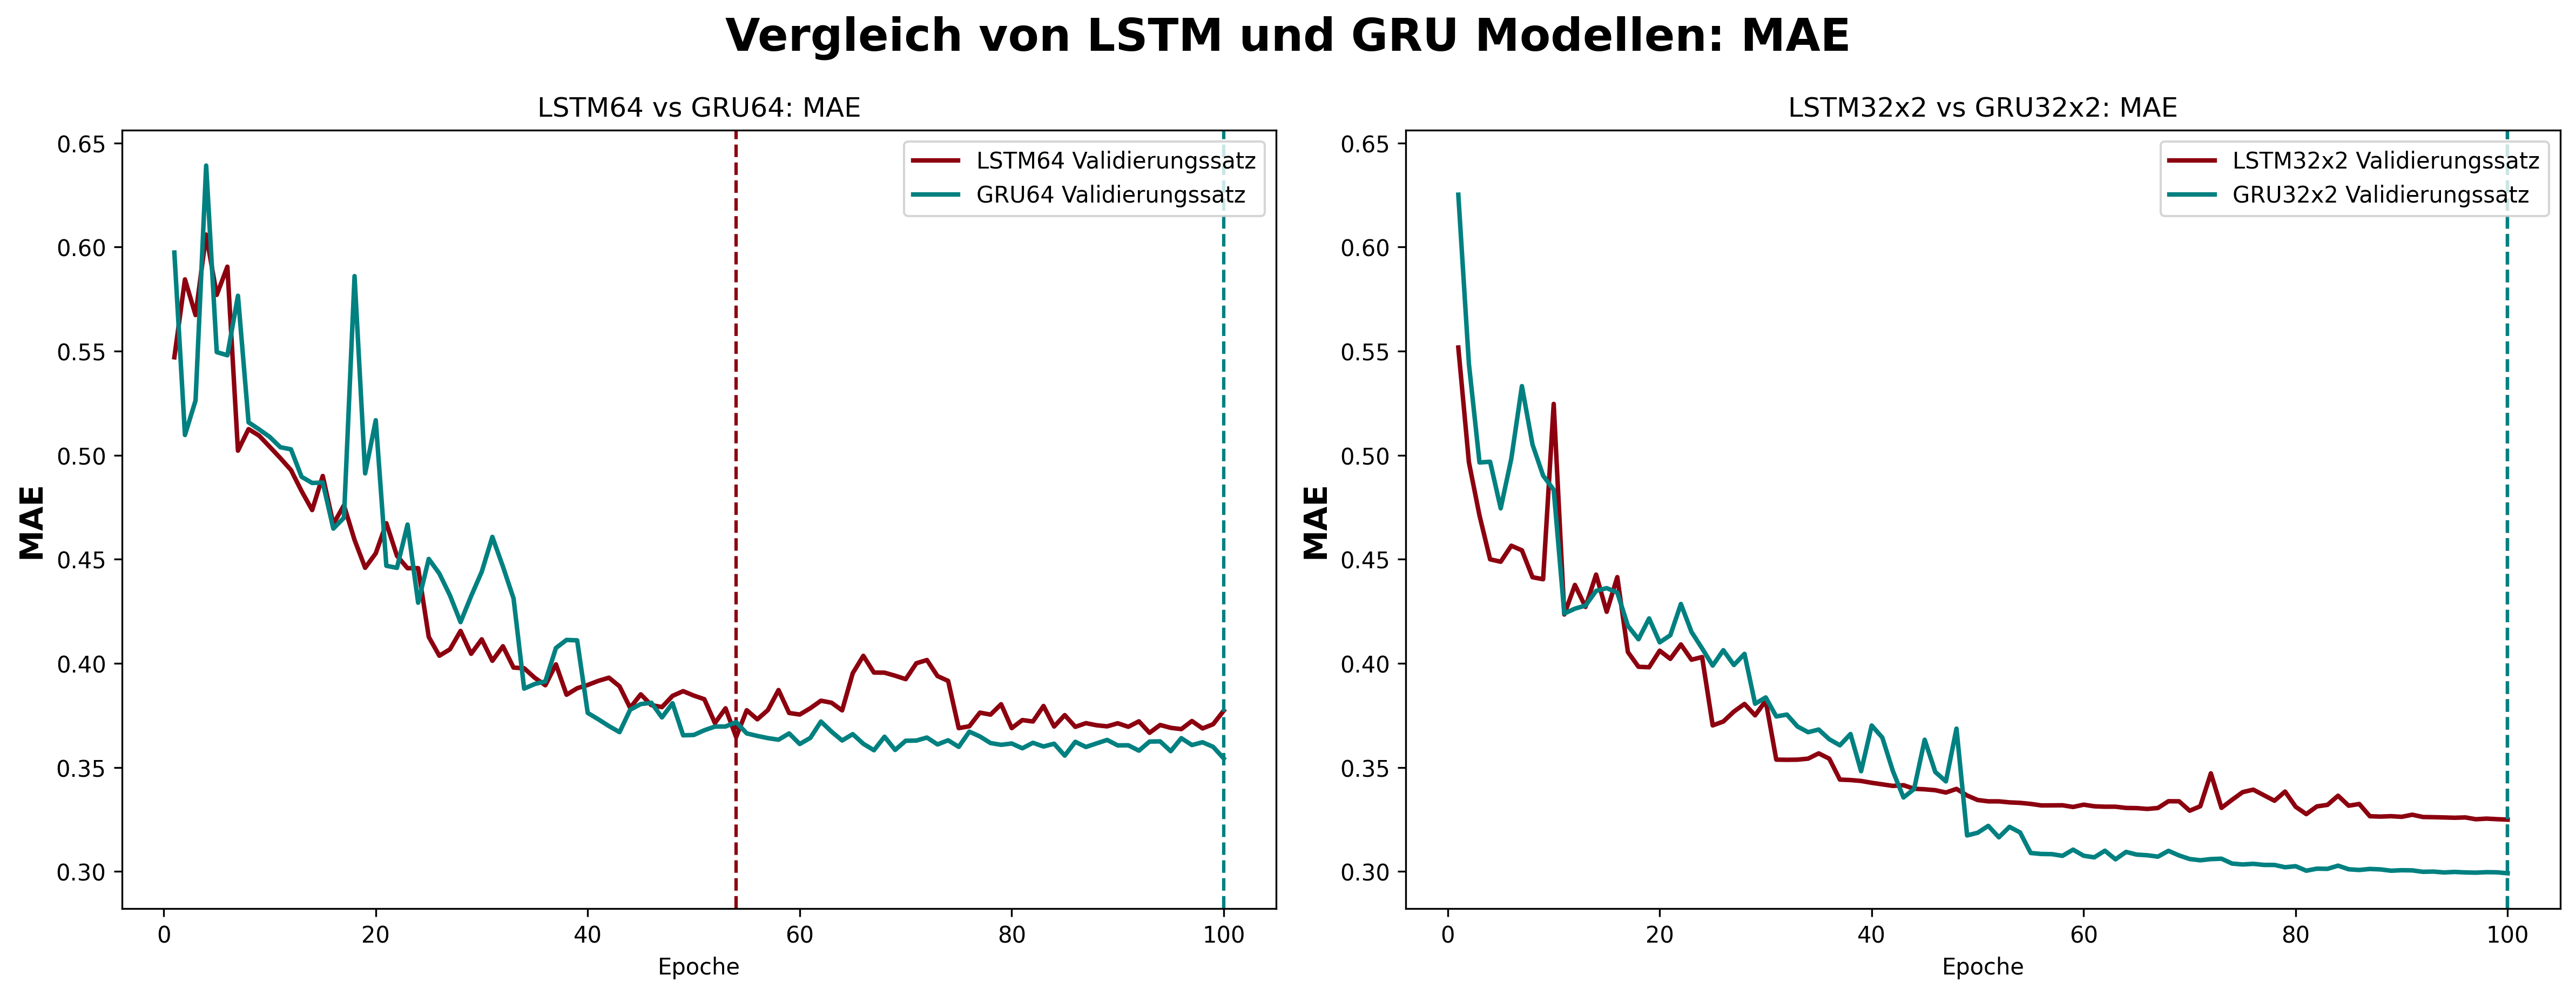 Vergleich von LSTM und GRU Modellen: MAE
LSTM64 vs GRU64: MAE
MAE
0.65
0.60
0.55
0.50
0.45
0.40
0.35
0.30
LSTM64 Validierungssatz
GRU64 Validierungssatz
0 20 40 60 80 100
Epoche
LSTM32x2 vs GRU32x2: MAE
MAE
0.65
0.60
0.55
0.50
0.45
0.40
0.35
0.30
LSTM32x2 Validierungssatz
GRU32x2 Validierungssatz
0 20 40 60 80 100
Epoche